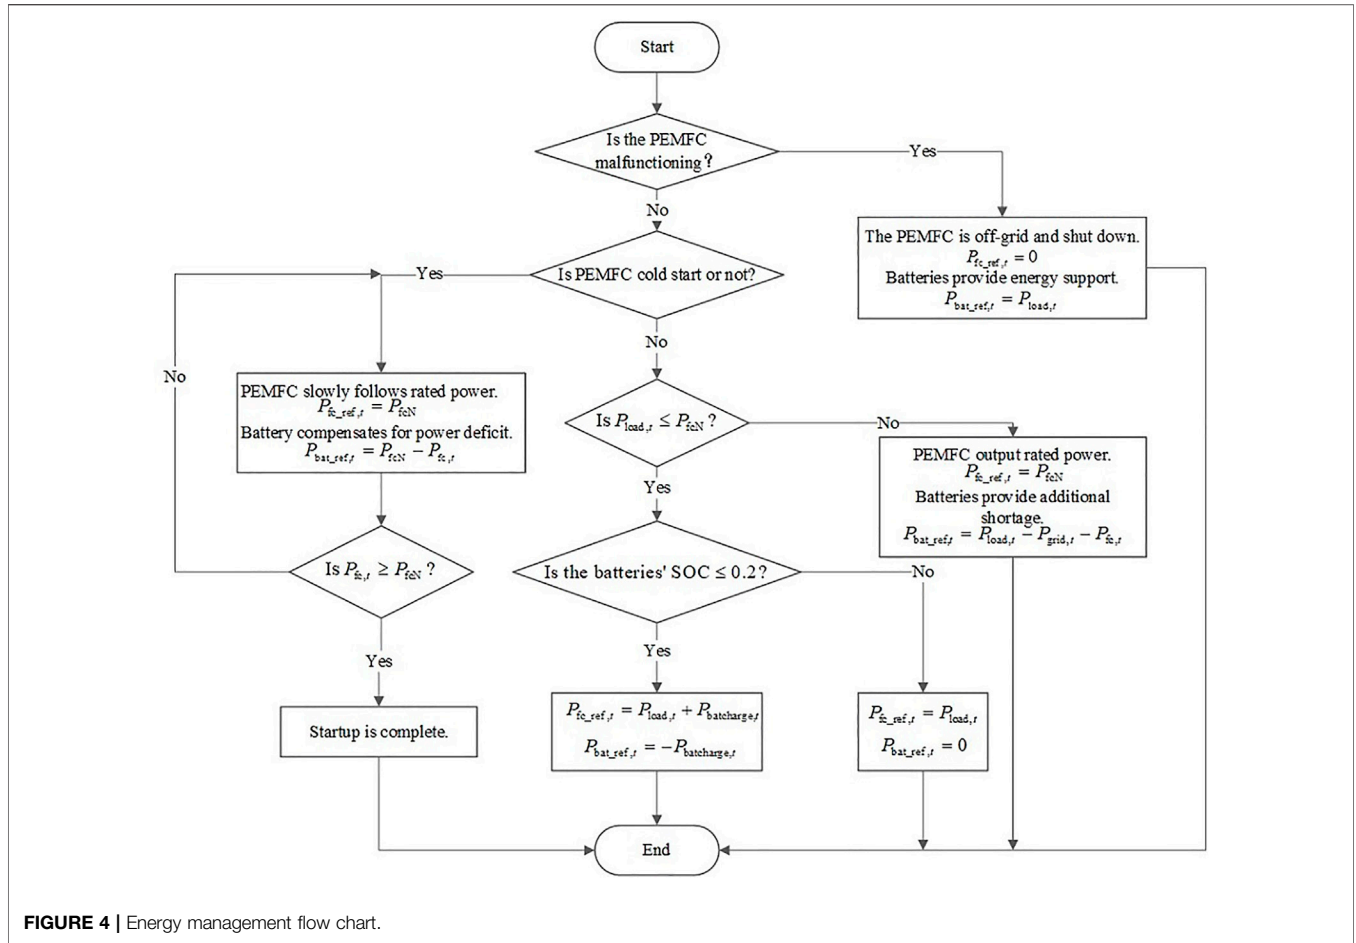 Start
Is the PEMFC
malfunctioning?
Yes
No
The PEMFC is off-grid and shut down.
P_fc_ref,t = 0
Batteries provide energy support.
P_bat_ref,t = P_load,t
Is PEMFC cold start or not?
Yes
No
No
PEMFC slowly follows rated power.
P_fc_ref,t = P_fcN
Battery compensates for power deficit.
P_bat_ref,t = P_fcN − P_fc,t
Is P_load,t ≤ P_fcN ?
No
Yes
PEMFC output rated power.
P_fc_ref,t = P_fcN
Batteries provide additional
shortage.
P_bat_ref,t = P_load,t − P_grid,t − P_fc,t
Is P_fc,t ≥ P_fcN ?
Is the batteries' SOC ≤ 0.2?
No
Yes
Yes
Startup is complete.
P_fc_ref,t = P_load,t + P_batcharge,t
P_bat_ref,t = −P_batcharge,t
P_fc_ref,t = P_load,t
P_bat_ref,t = 0
End
FIGURE 4 | Energy management flow chart.